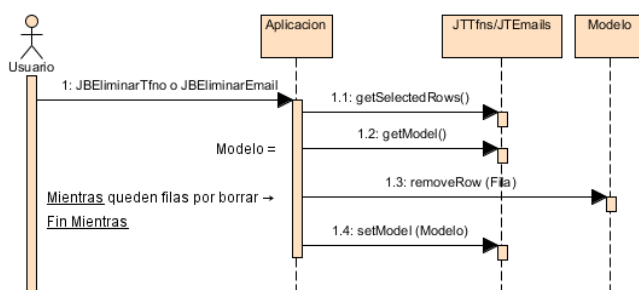 Aplicacion
JTTfns/JTEmails
Modelo
Usuario
1: JBEliminarTfno o JBEliminarEmail
1.1: getSelectedRows()
1.2: getModel()
Modelo =
1.3: removeRow (Fila)
Mientras queden filas por borrar →
Fin Mientras
1.4: setModel (Modelo)